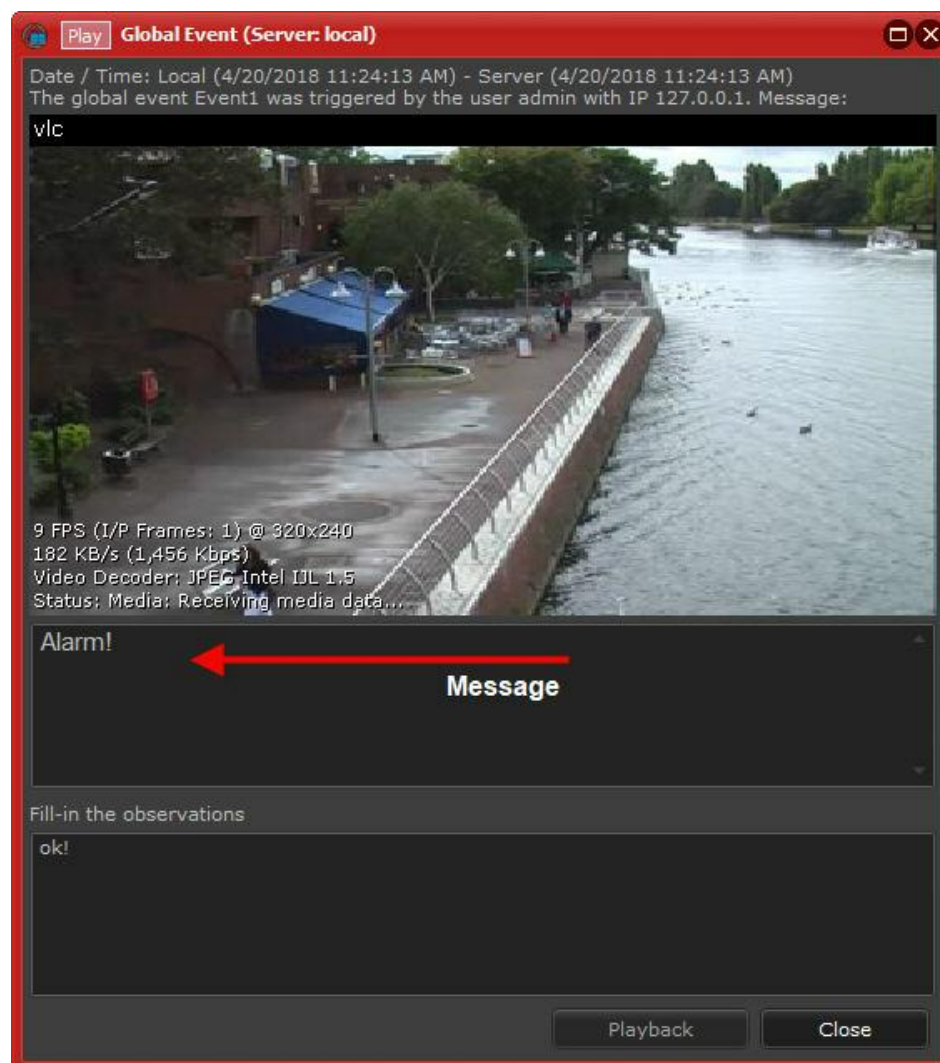 Play Global Event (Server: local)
Date / Time: Local (4/20/2018 11:24:13 AM) - Server (4/20/2018 11:24:13 AM)
The global event Event1 was triggered by the user admin with IP 127.0.0.1. Message:
vlc
9 FPS (I/P Frames: 1) @ 320x240
182 KB/s (1,456 Kbps)
Video Decoder: JPEG Intel IJL 1.5
Status: Media: Receiving media data...
Alarm!
Message
Fill-in the observations
ok!
Playback Close